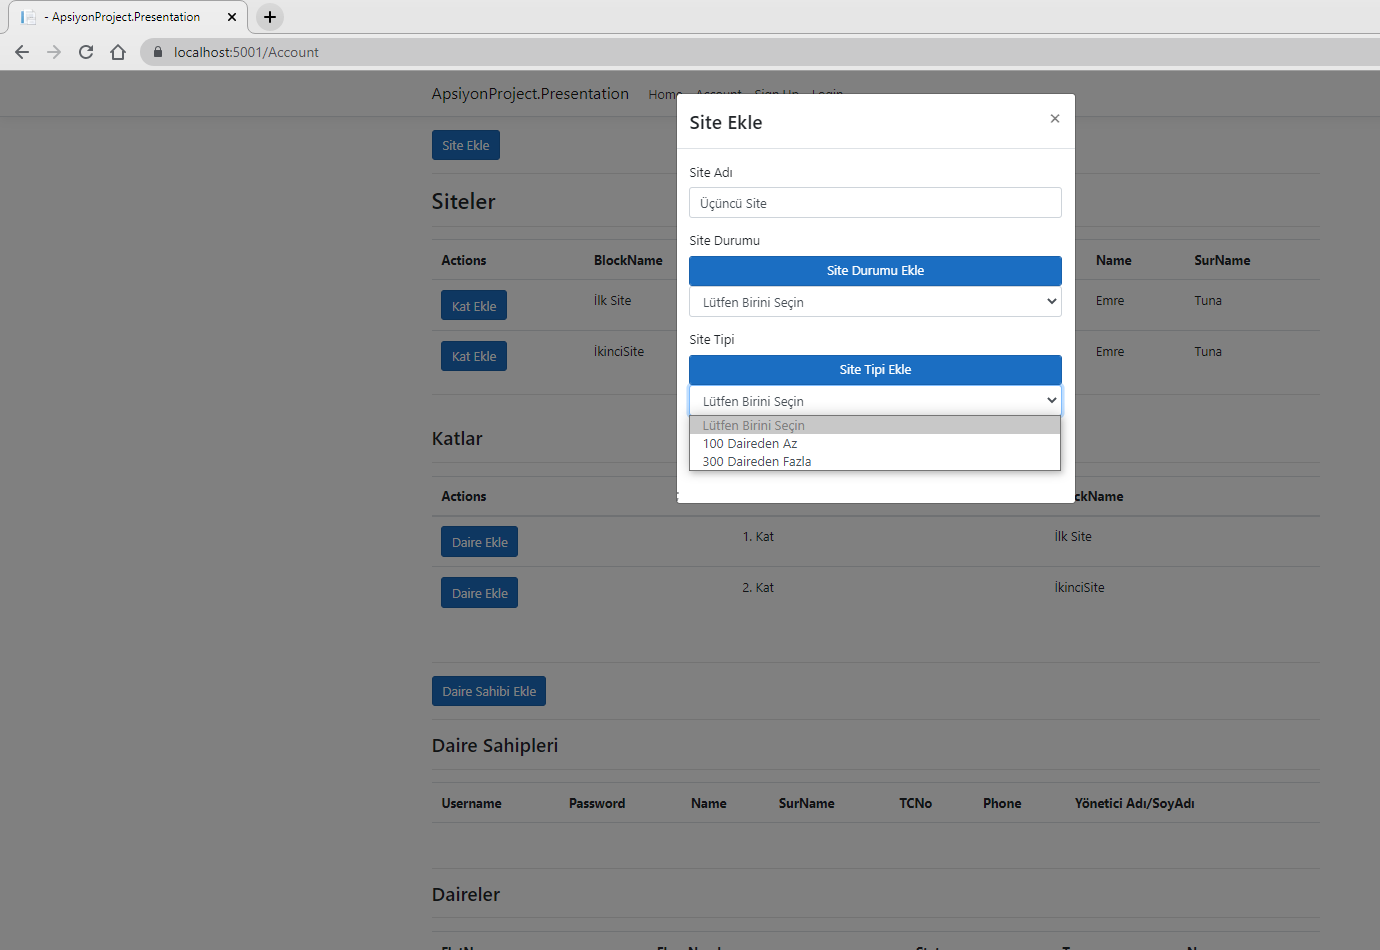 - ApsiyonProject.Presentation
localhost:5001/Account
ApsiyonProject.Presentation Home Account Sign Up Login
Site Ekle
Siteler
Actions BlockName Name SurName
Kat Ekle İlk Site Emre Tuna
Kat Ekle İkinciSite Emre Tuna
Site Ekle ×
Site Adı
Üçüncü Site
Site Durumu
Site Durumu Ekle
Lütfen Birini Seçin
Site Tipi
Site Tipi Ekle
Lütfen Birini Seçin
Lütfen Birini Seçin
100 Daireden Az
300 Daireden Fazla
Katlar
Actions ckName
Daire Ekle 1. Kat İlk Site
Daire Ekle 2. Kat İkinciSite
Daire Sahibi Ekle
Daire Sahipleri
Username Password Name SurName TCNo Phone Yönetici Adı/SoyAdı
Daireler